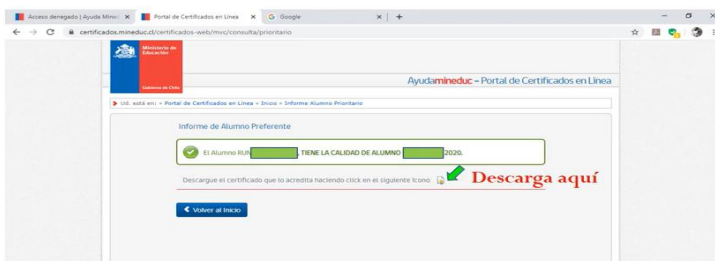 Acceso denegado | Ayuda Mine
Portal de Certificados en Linea
Google
certificados.mineduc.cl/certificados-web/mvc/consulta/prioritario
Ministerio de
Educación
Gobierno de Chile
Ayudamineduc – Portal de Certificados en Línea
Ud. está en: » Portal de Certificados en Línea » Inicio » Informe Alumno Prioritario
Informe de Alumno Preferente
El Alumno RUN , TIENE LA CALIDAD DE ALUMNO 2020.
Descargue el certificado que lo acredita haciendo click en el siguiente Icono:
Descarga aquí
Volver al Inicio